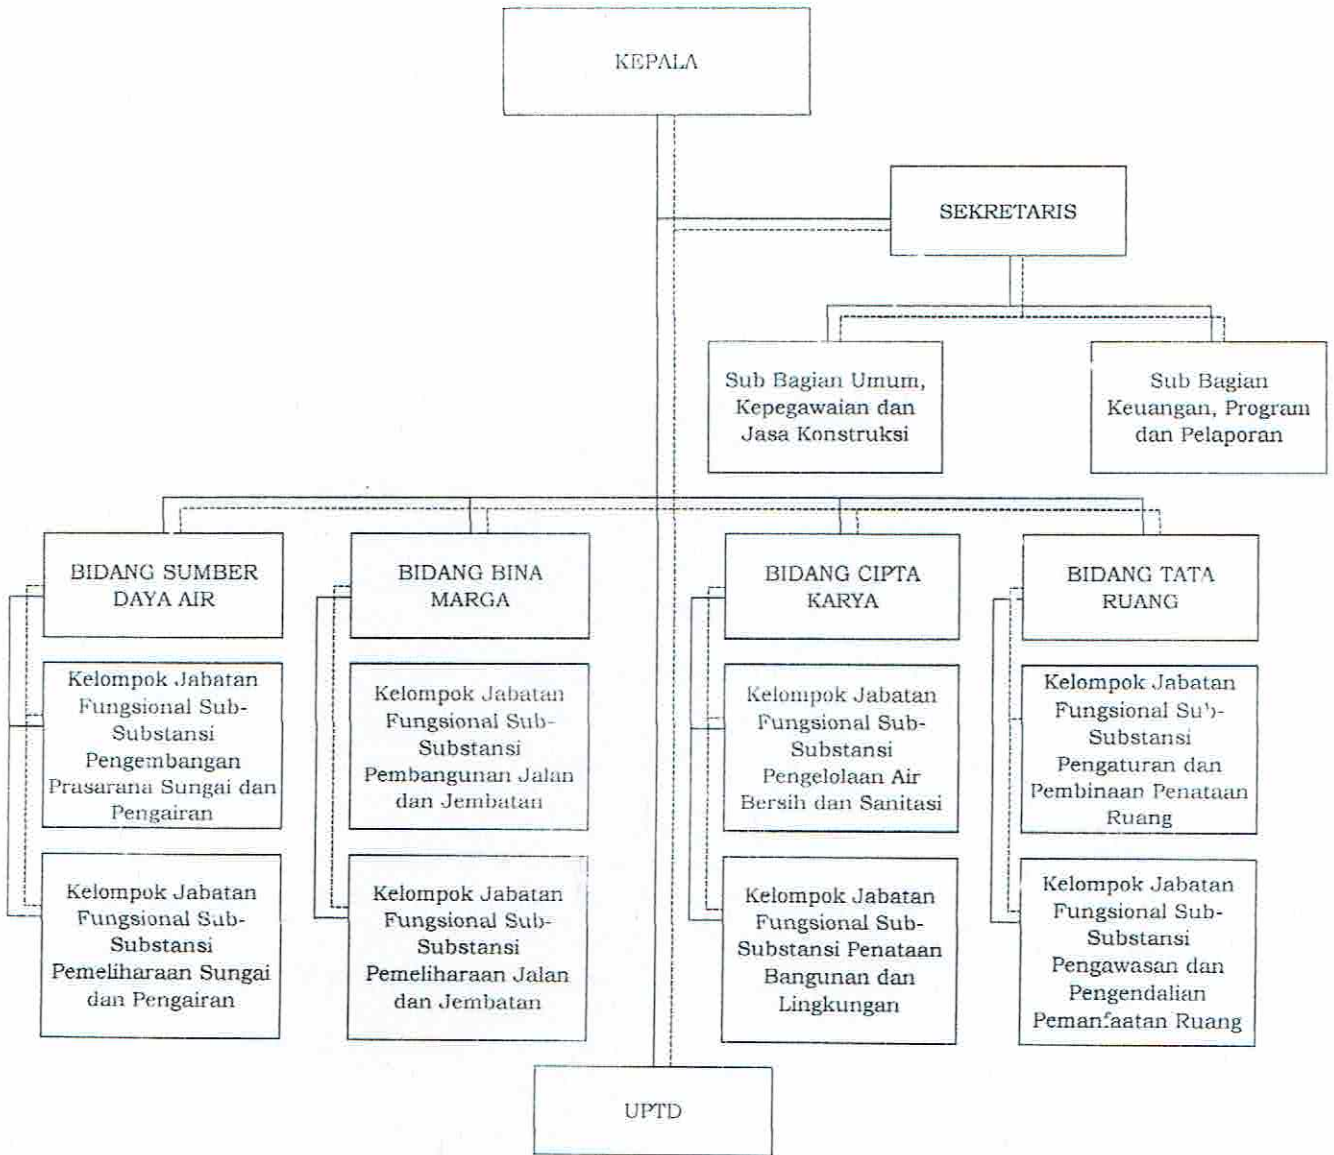 KEPALA
SEKRETARIS
Sub Bagian Umum,
Kepegawaian dan
Jasa Konstruksi
Sub Bagian
Keuangan, Program
dan Pelaporan
BIDANG SUMBER
DAYA AIR
BIDANG BINA
MARGA
BIDANG CIPTA
KARYA
BIDANG TATA
RUANG
Kelompok Jabatan
Fungsional Sub-
Substansi
Pengembangan
Prasarana Sungai dan
Pengairan
Kelompok Jabatan
Fungsional Sub-
Substansi
Pembangunan Jalan
dan Jembatan
Kelompok Jabatan
Fungsional Sub-
Substansi
Pengelolaan Air
Bersih dan Sanitasi
Kelompok Jabatan
Fungsional Sub-
Substansi
Pengaturan dan
Pembinaan Penataan
Ruang
Kelompok Jabatan
Fungsional Sub-
Substansi
Pemeliharaan Sungai
dan Pengairan
Kelompok Jabatan
Fungsional Sub-
Substansi
Pemeliharaan Jalan
dan Jembatan
Kelompok Jabatan
Fungsional Sub-
Substansi Penataan
Bangunan dan
Lingkungan
Kelompok Jabatan
Fungsional Sub-
Substansi
Pengawasan dan
Pengendalian
Pemanfaatan Ruang
UPTD